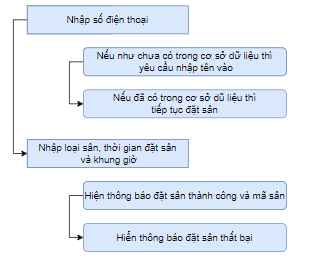 Nhập số điện thoại
Nếu như chưa có trong cơ sở dữ liệu thì
yêu cầu nhập tên vào
Nếu đã có trong cơ sở dữ liệu thì
tiếp tục đặt sân
Nhập loại sân, thời gian đặt sân
và khung giờ
Hiện thông báo đặt sân thành công và mã sân
Hiển thông báo đặt sân thất bại